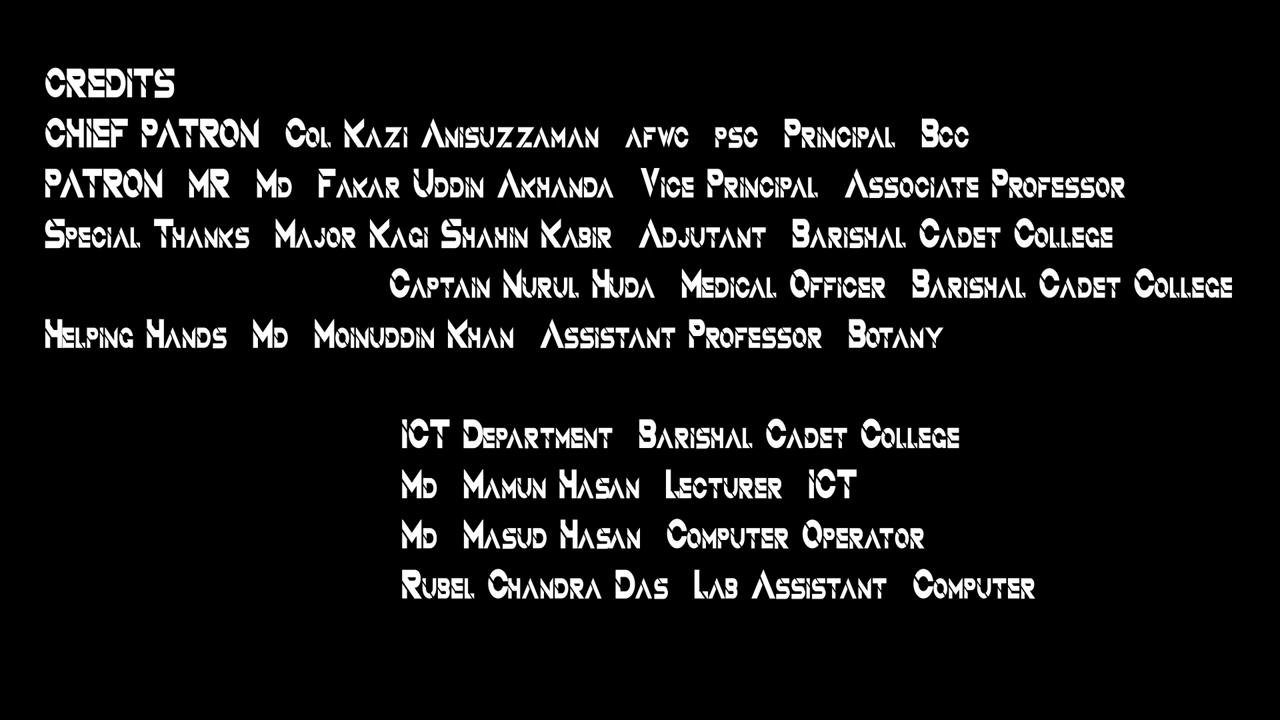 CREDITS
CHIEF PATRON Col Kazi Anisuzzaman afwc psc Principal Bcc
PATRON MR Md Fakar Uddin Akhanda Vice Principal Associate Professor
Special Thanks Major Kagi Shahin Kabir Adjutant Barishal Cadet College
Captain Nurul Huda Medical Officer Barishal Cadet College
Helping Hands Md Moinuddin Khan Assistant Professor Botany
ICT Department Barishal Cadet College
Md Mamun Hasan Lecturer ICT
Md Masud Hasan Computer Operator
Rubel Chandra Das Lab Assistant Computer